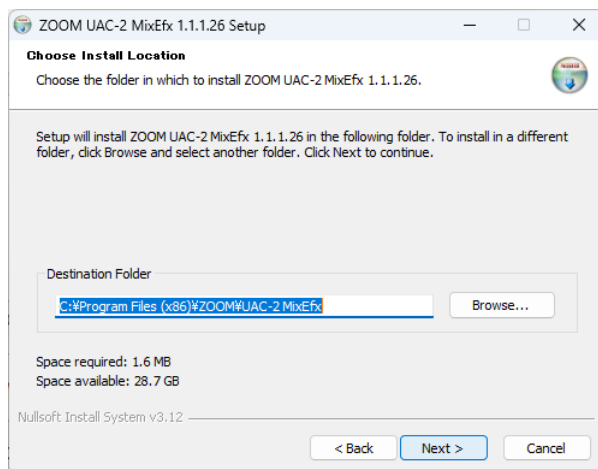 ZOOM UAC-2 MixEfx 1.1.1.26 Setup
Choose Install Location
Choose the folder in which to install ZOOM UAC-2 MixEfx 1.1.1.26.
Setup will install ZOOM UAC-2 MixEfx 1.1.1.26 in the following folder. To install in a different
folder, click Browse and select another folder. Click Next to continue.
Destination Folder
C:¥Program Files (x86)¥ZOOM¥UAC-2 MixEfx
Browse...
Space required: 1.6 MB
Space available: 28.7 GB
Nullsoft Install System v3.12
< Back
Next >
Cancel